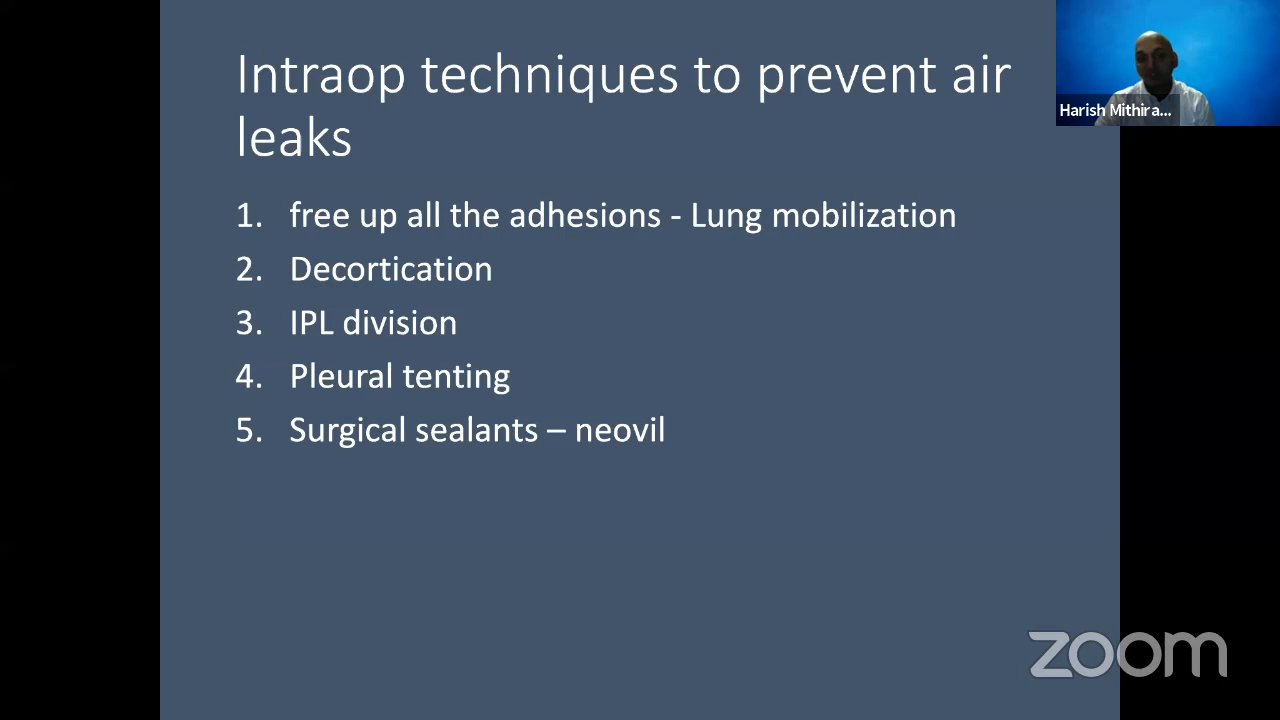 Intraop techniques to prevent air
leaks
Harish Mithira...
1. free up all the adhesions - Lung mobilization
2. Decortication
3. IPL division
4. Pleural tenting
5. Surgical sealants – neovil
zoom